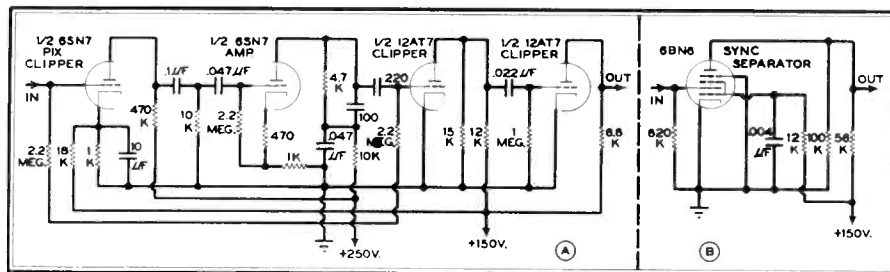 1/2 6SN7
PIX
CLIPPER
IN
2.2
MEG.
18
K
1
K
10
µF
470
K
.1µF
10
K
.047µF
1/2 6SN7
AMP.
2.2
MEG.
470
1K
4.7
K
100
.047
µF
10K
220
2.2
MEG.
1/2 12AT7
CLIPPER
15
K
12
K
.022µF
1/2 12AT7
CLIPPER
1
MEG.
OUT
6.6
K
+250V.
+150V.
A
6BN6
SYNC
SEPARATOR
IN
620
K
.004
µF
12
K
100
K
56
K
OUT
+150V.
B